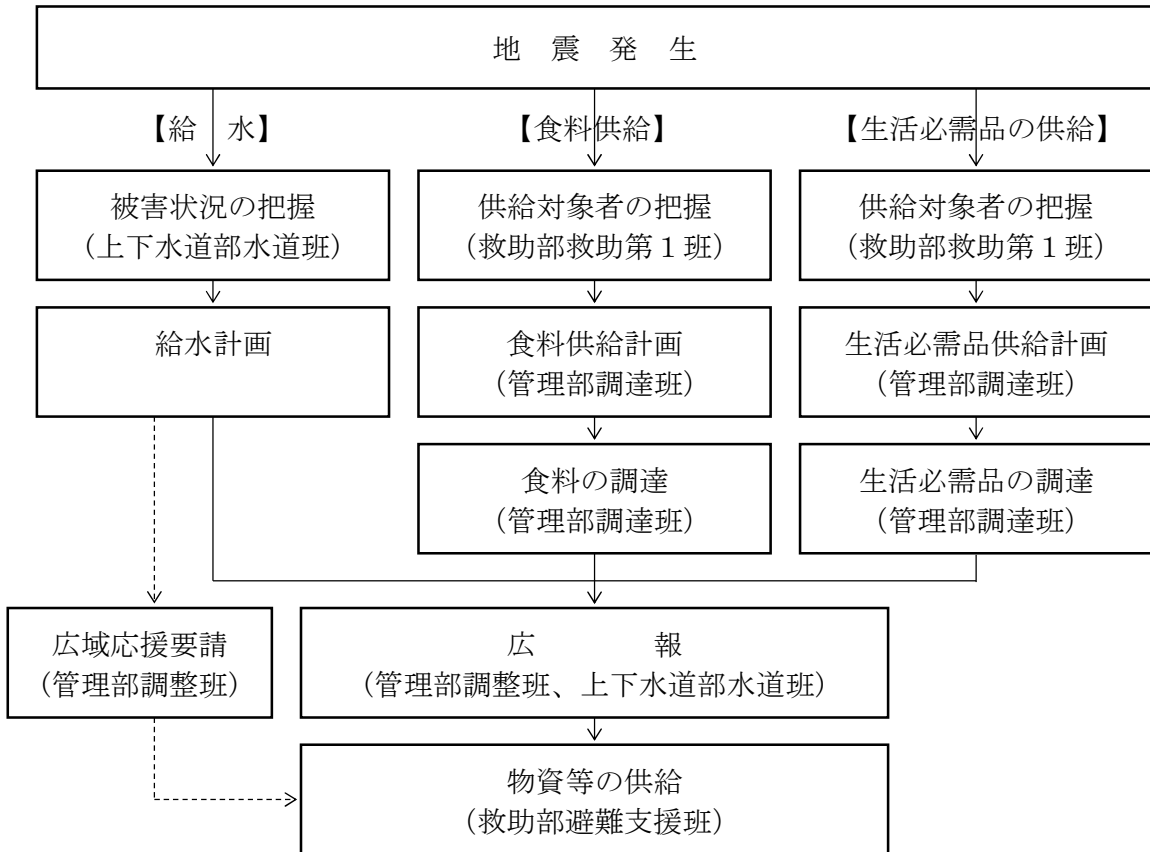 地　震　発　生
【給　水】
【食料供給】
【生活必需品の供給】
被害状況の把握
（上下水道部水道班）
供給対象者の把握
（救助部救助第１班）
供給対象者の把握
（救助部救助第１班）
給水計画
食料供給計画
（管理部調達班）
生活必需品供給計画
（管理部調達班）
食料の調達
（管理部調達班）
生活必需品の調達
（管理部調達班）
広域応援要請
（管理部調整班）
広　　　　　報
（管理部調整班、上下水道部水道班）
物資等の供給
（救助部避難支援班）